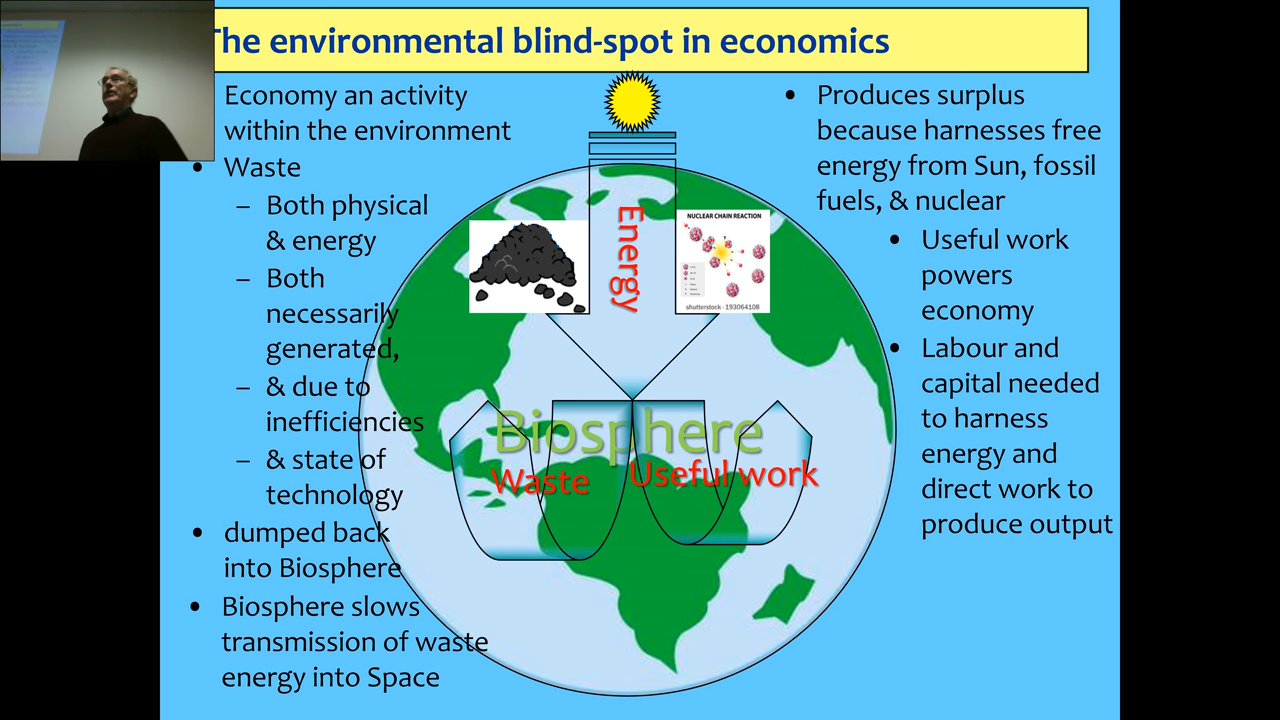 The environmental blind-spot in economics
Economy an activity
within the environment
• Waste
– Both physical
& energy
– Both
necessarily
generated,
– & due to
inefficiencies
– & state of
technology
• dumped back
into Biosphere
• Biosphere slows
transmission of waste
energy into Space
Energy
NUCLEAR CHAIN REACTION
shutterstock · 193064108
Biosphere
Waste
Useful work
• Produces surplus
because harnesses free
energy from Sun, fossil
fuels, & nuclear
• Useful work
powers
economy
• Labour and
capital needed
to harness
energy and
direct work to
produce output